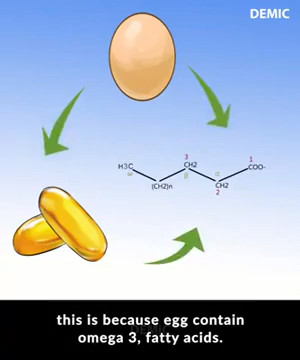 DEMIC
3
1
H3C
CH2
COO-
ω
β
α
(CH2)n
CH2
2
this is because egg contain
omega 3, fatty acids.